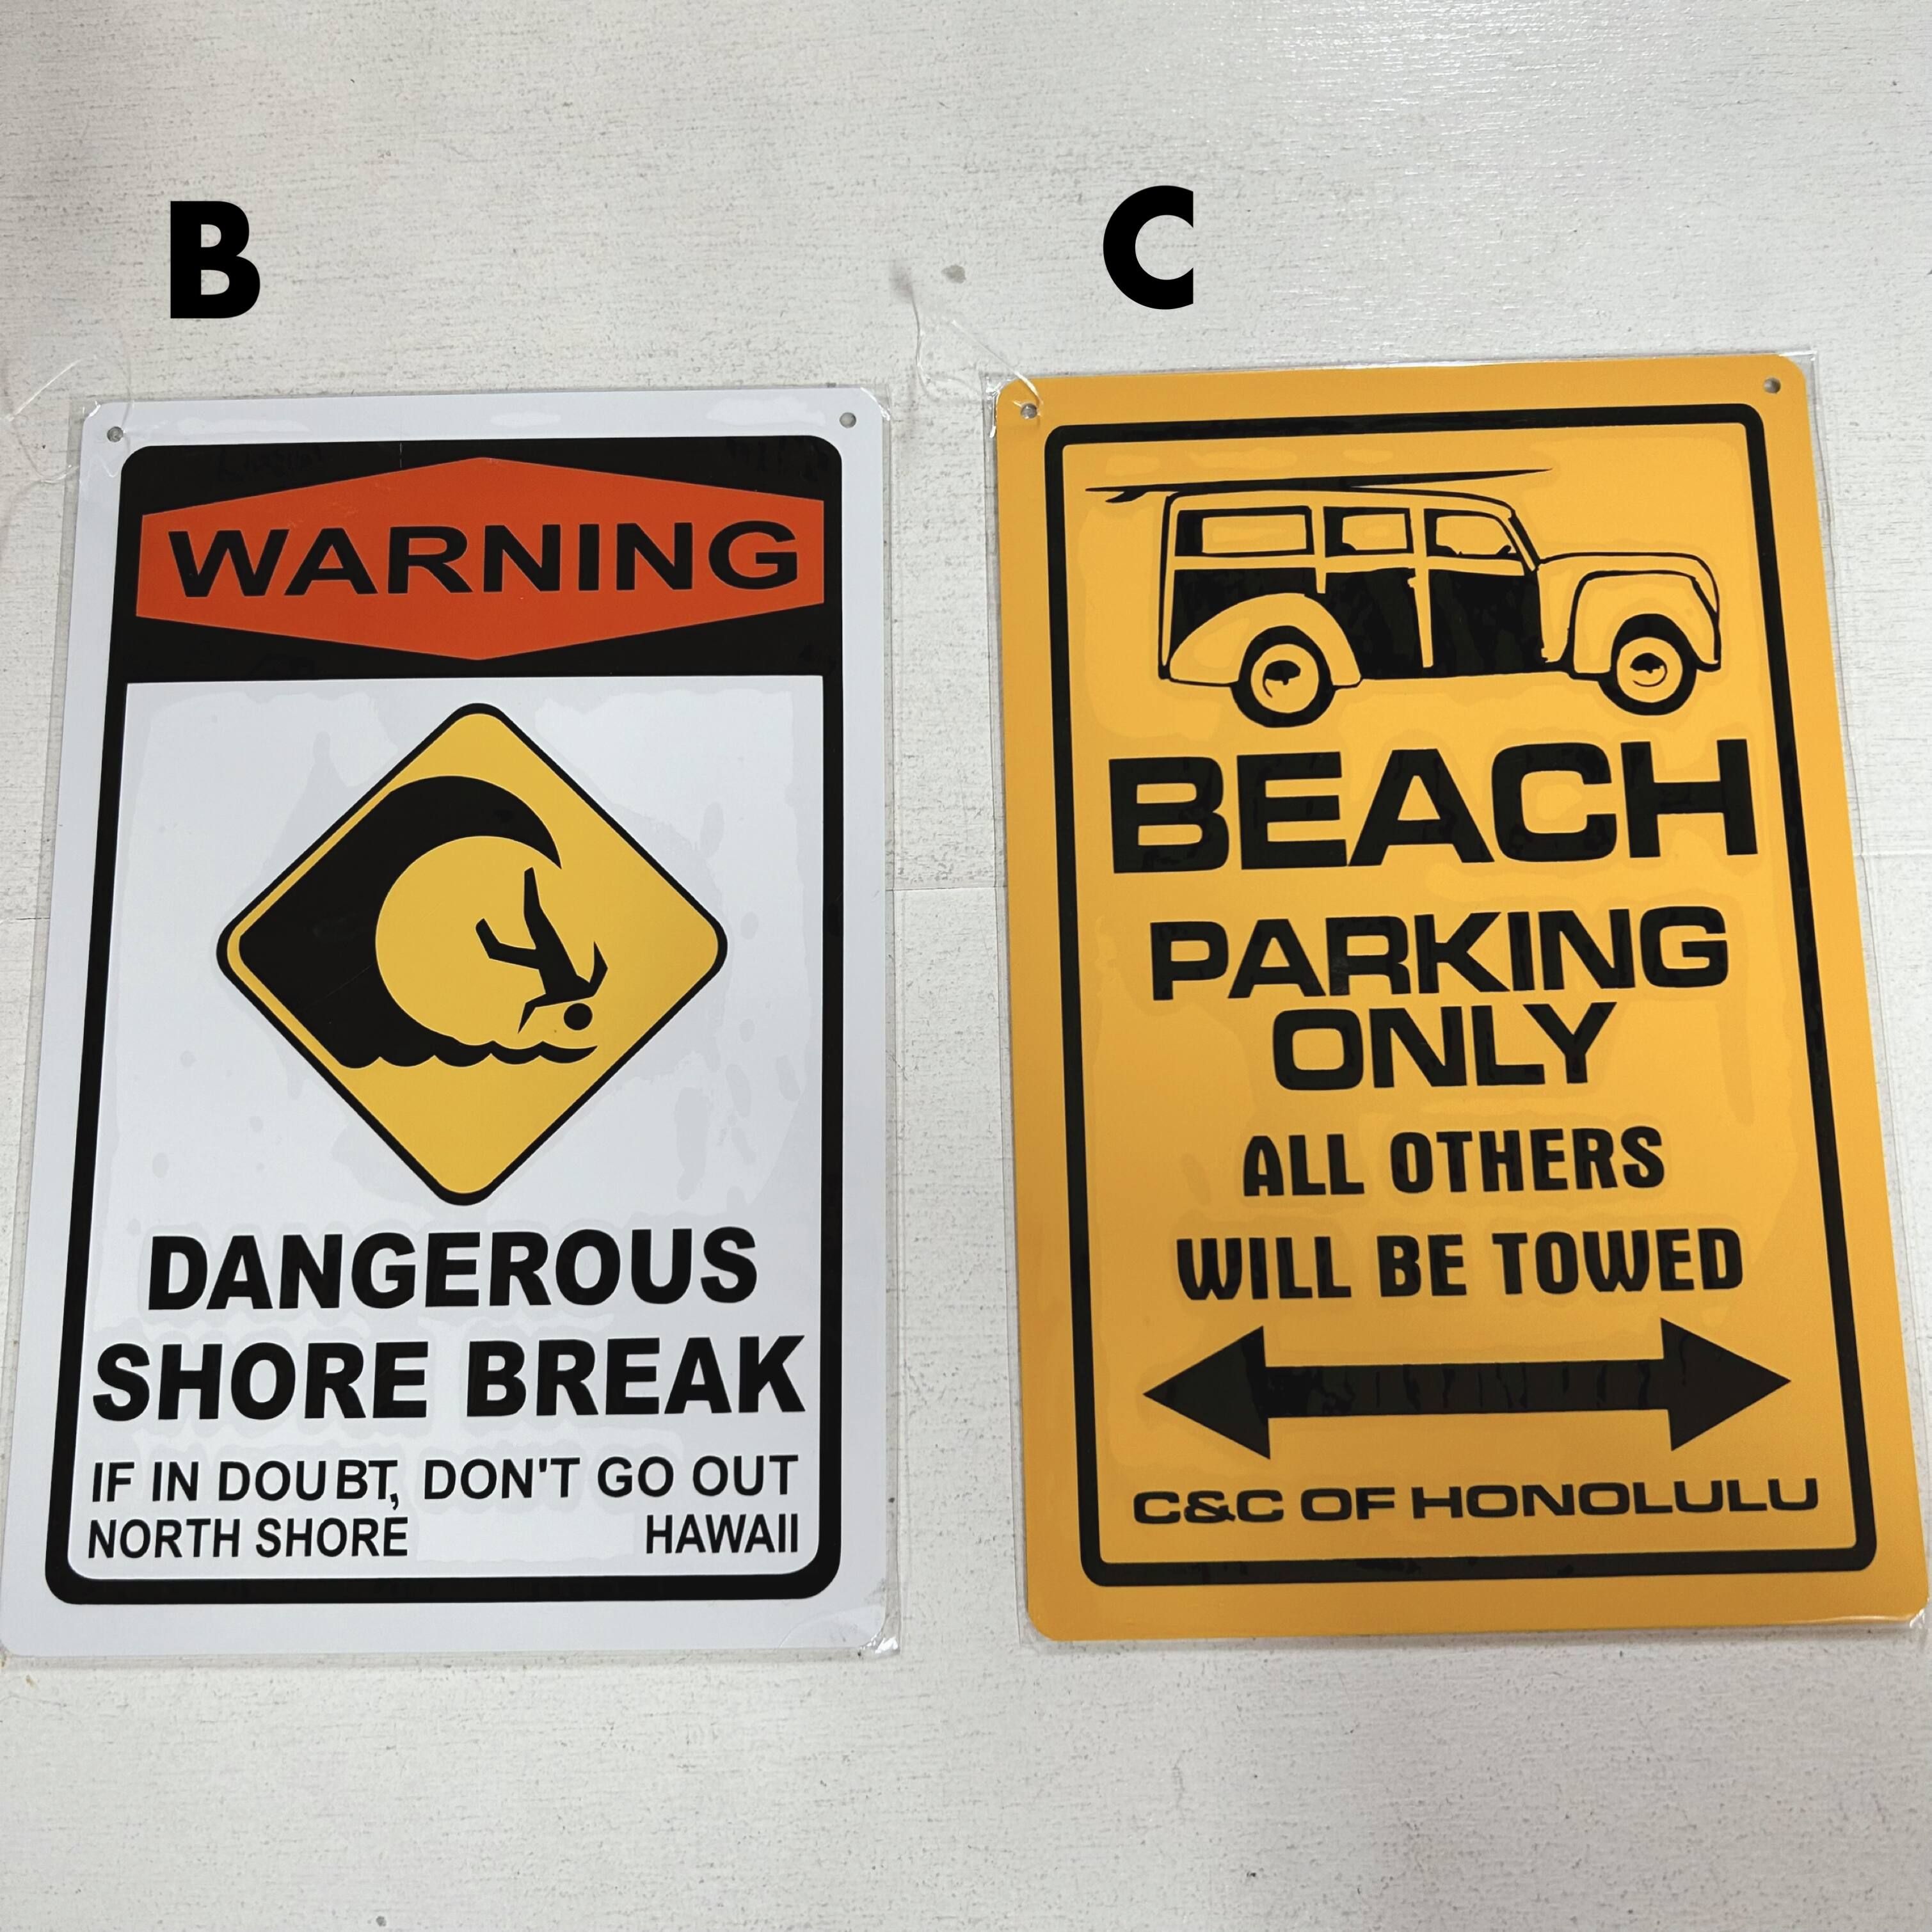 B
WARNING
DANGEROUS
SHORE BREAK
IF IN DOUBT, DON'T GO OUT
NORTH SHORE HAWAII
C
BEACH
PARKING
ONLY
ALL OTHERS
WILL BE TOWED
C&C OF HONOLULU